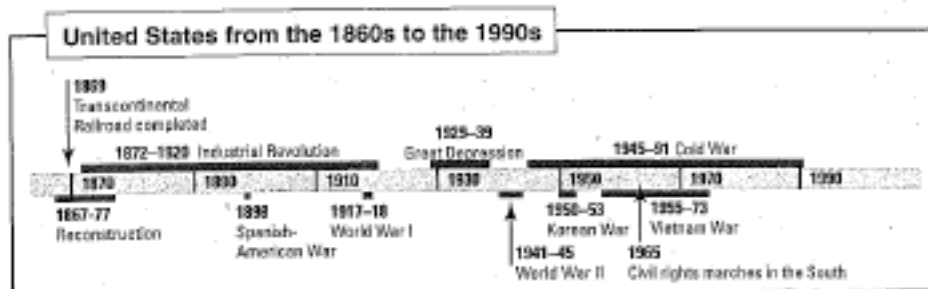 United States from the 1860s to the 1990s
1869
Transcontinental
Railroad completed
1872–1920 Industrial Revolution
1929–39
Great Depression
1945–91 Cold War
1870
1890
1910
1930
1950
1970
1990
1867-77
Reconstruction
1898
Spanish-
American War
1917–18
World War I
1941–45
World War II
1950–53
Korean War
1965
Civil rights marches in the South
1955–73
Vietnam War